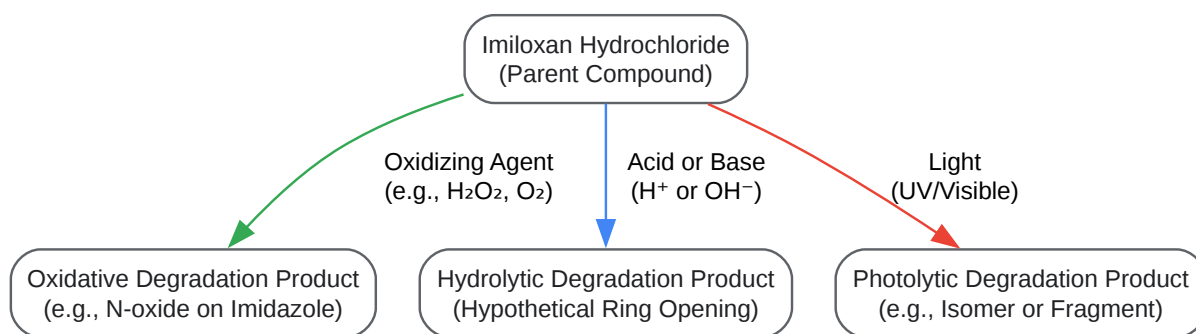 Imiloxan Hydrochloride
(Parent Compound)
Oxidizing Agent
(e.g., H₂O₂, O₂)
Acid or Base
(H⁺ or OH⁻)
Light
(UV/Visible)
Oxidative Degradation Product
(e.g., N-oxide on Imidazole)
Hydrolytic Degradation Product
(Hypothetical Ring Opening)
Photolytic Degradation Product
(e.g., Isomer or Fragment)